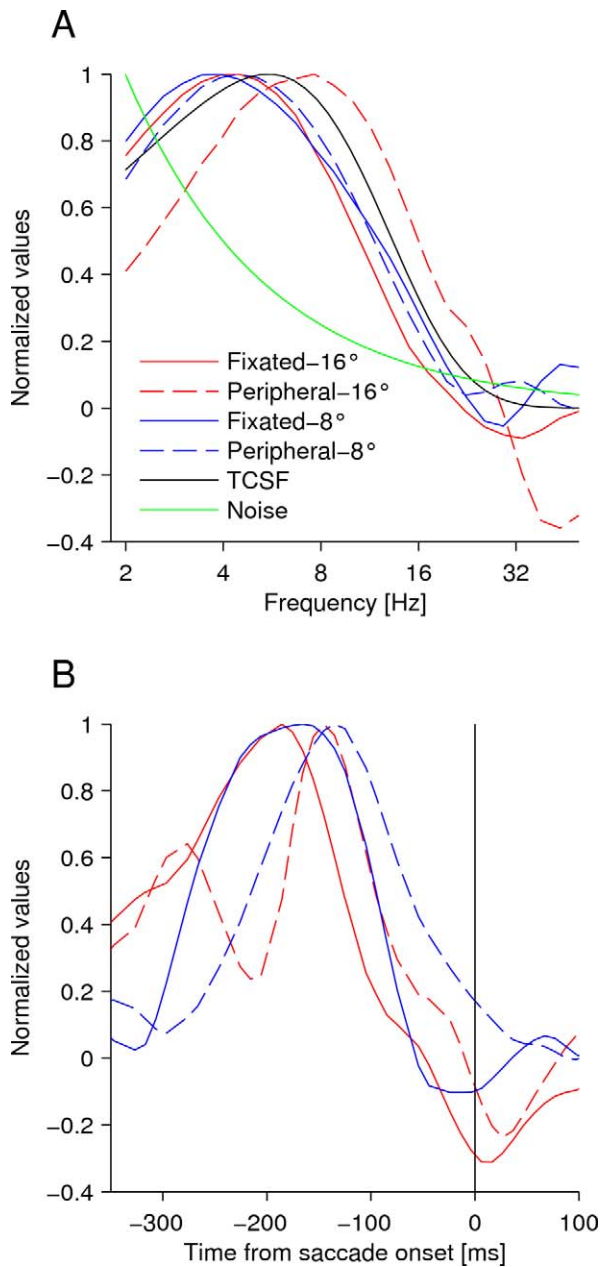 A
1
0.8
0.6
0.4
0.2
0
−0.2
−0.4
Normalized values
Fixated−16°
Peripheral−16°
Fixated−8°
Peripheral−8°
TCSF
Noise
2 4 8 16 32
Frequency [Hz]
B
1
0.8
0.6
0.4
0.2
0
−0.2
−0.4
Normalized values
−300 −200 −100 0 100
Time from saccade onset [ms]